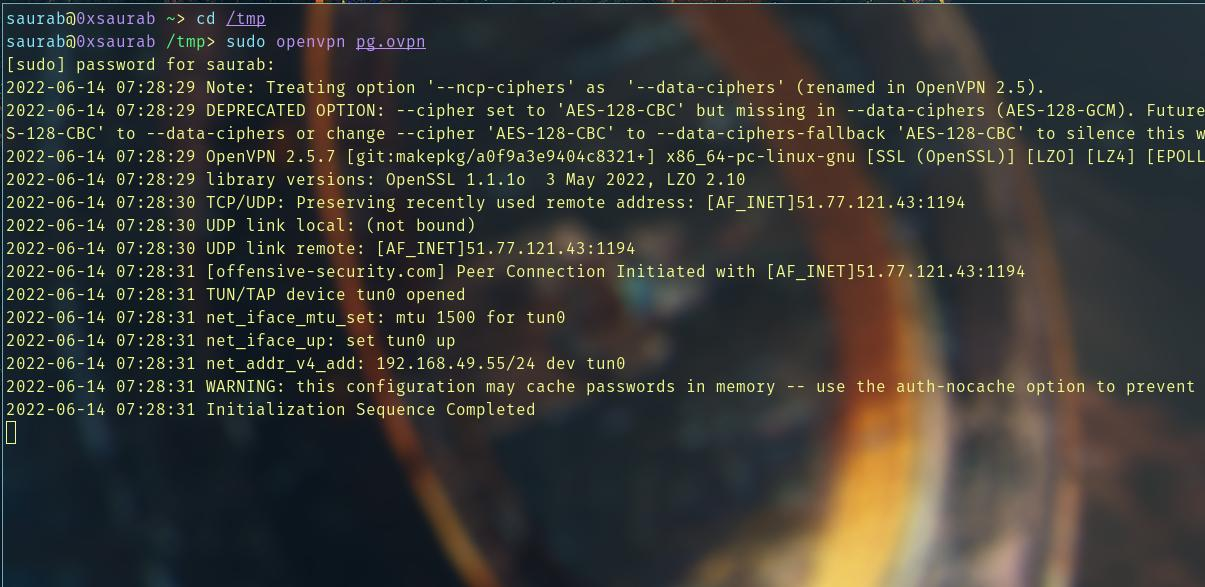 saurab@0xsaurab ~> cd /tmp
saurab@0xsaurab /tmp> sudo openvpn pg.ovpn
[sudo] password for saurab:
2022-06-14 07:28:29 Note: Treating option '--ncp-ciphers' as  '--data-ciphers' (renamed in OpenVPN 2.5).
2022-06-14 07:28:29 DEPRECATED OPTION: --cipher set to 'AES-128-CBC' but missing in --data-ciphers (AES-128-GCM). Future
S-128-CBC' to --data-ciphers or change --cipher 'AES-128-CBC' to --data-ciphers-fallback 'AES-128-CBC' to silence this w
2022-06-14 07:28:29 OpenVPN 2.5.7 [git:makepkg/a0f9a3e9404c8321+] x86_64-pc-linux-gnu [SSL (OpenSSL)] [LZO] [LZ4] [EPOLL
2022-06-14 07:28:29 library versions: OpenSSL 1.1.1o  3 May 2022, LZO 2.10
2022-06-14 07:28:30 TCP/UDP: Preserving recently used remote address: [AF_INET]51.77.121.43:1194
2022-06-14 07:28:30 UDP link local: (not bound)
2022-06-14 07:28:30 UDP link remote: [AF_INET]51.77.121.43:1194
2022-06-14 07:28:31 [offensive-security.com] Peer Connection Initiated with [AF_INET]51.77.121.43:1194
2022-06-14 07:28:31 TUN/TAP device tun0 opened
2022-06-14 07:28:31 net_iface_mtu_set: mtu 1500 for tun0
2022-06-14 07:28:31 net_iface_up: set tun0 up
2022-06-14 07:28:31 net_addr_v4_add: 192.168.49.55/24 dev tun0
2022-06-14 07:28:31 WARNING: this configuration may cache passwords in memory -- use the auth-nocache option to prevent
2022-06-14 07:28:31 Initialization Sequence Completed